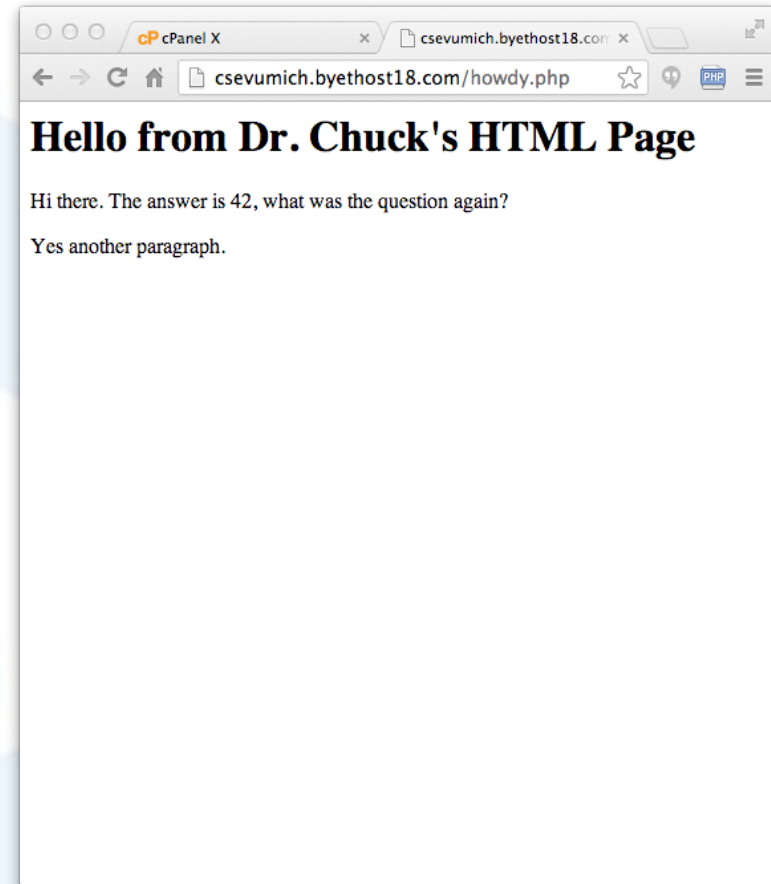 cP cPanel X
csevumich.byethost18.com
csevumich.byethost18.com/howdy.php
PHP
Hello from Dr. Chuck's HTML Page
Hi there. The answer is 42, what was the question again?
Yes another paragraph.